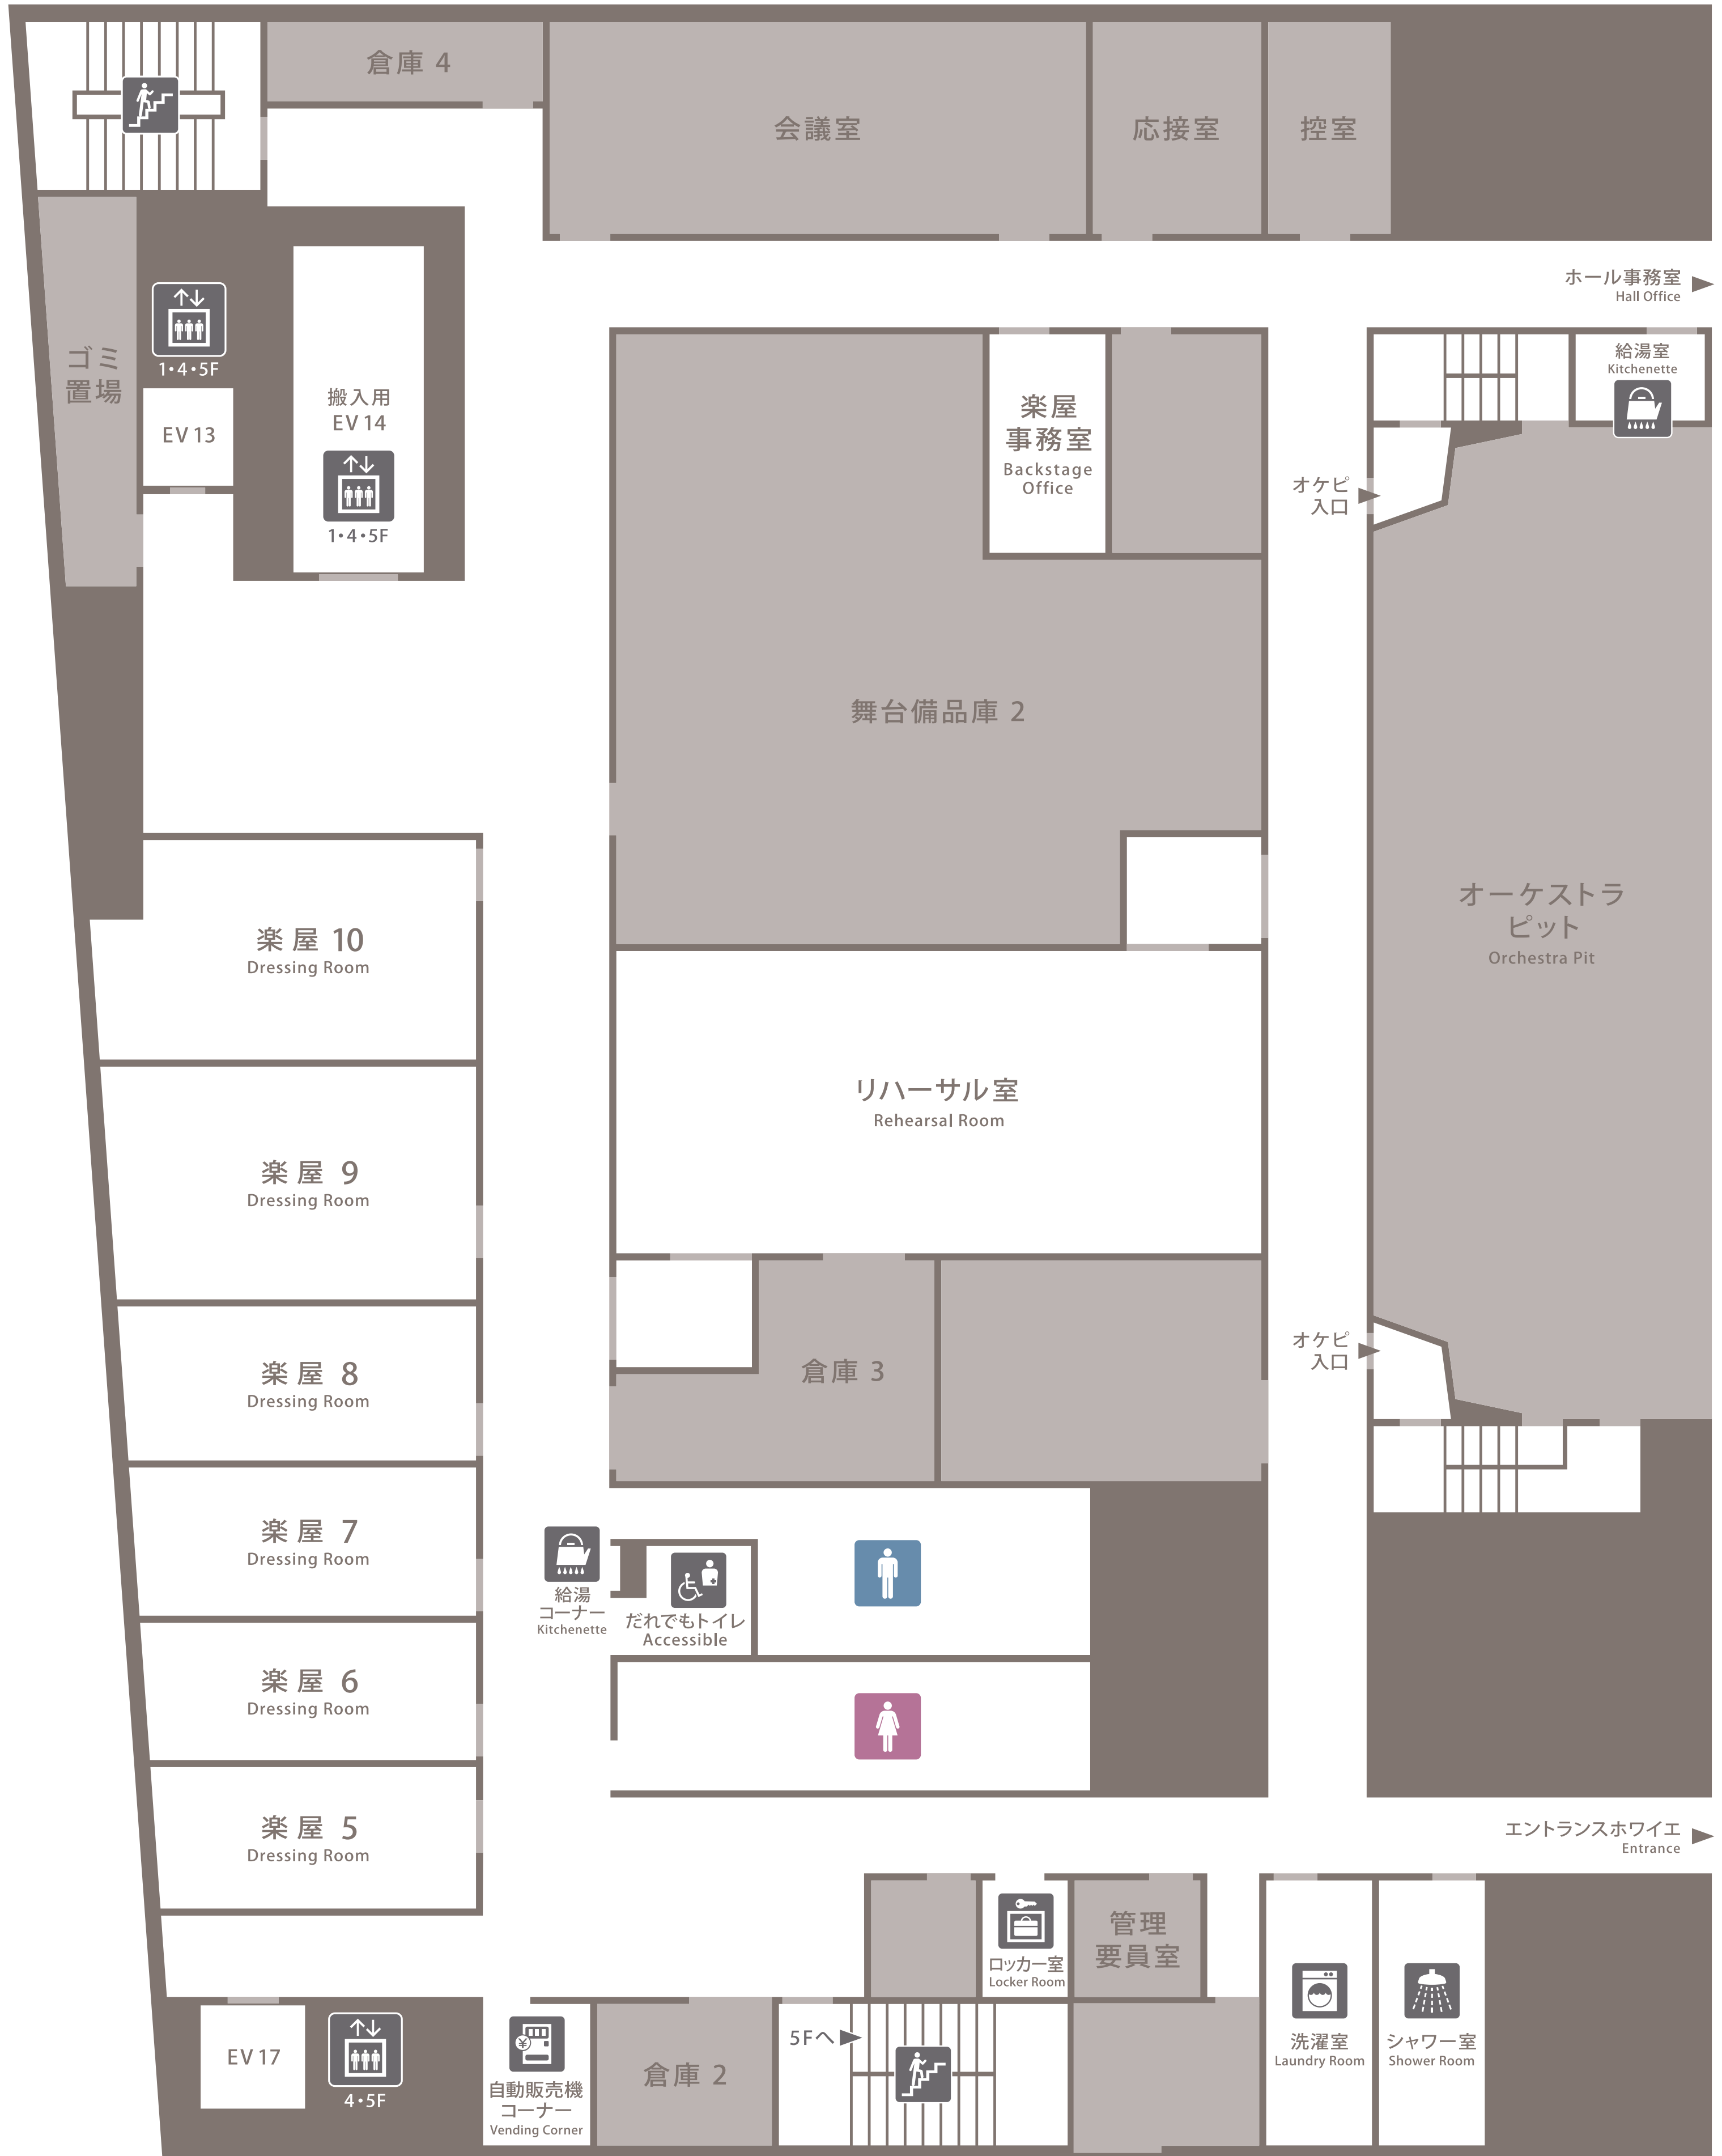 倉庫 4
会議室
応接室
控室
ホール事務室
Hall Office
1・4・5F
EV 13
ゴミ
置場
搬入用
EV 14
1・4・5F
楽屋
事務室
Backstage
Office
給湯室
Kitchenette
オケピ
入口
舞台備品庫 2
オーケストラ
ピット
Orchestra Pit
楽屋 10
Dressing Room
リハーサル室
Rehearsal Room
楽屋 9
Dressing Room
楽屋 8
Dressing Room
倉庫 3
オケピ
入口
楽屋 7
Dressing Room
給湯
コーナー
Kitchenette
だれでもトイレ
Accessible
楽屋 6
Dressing Room
楽屋 5
Dressing Room
エントランスホワイエ
Entrance
ロッカー室
Locker Room
管理
要員室
EV 17
4・5F
¥
自動販売機
コーナー
Vending Corner
倉庫 2
5Fへ
洗濯室
Laundry Room
シャワー室
Shower Room